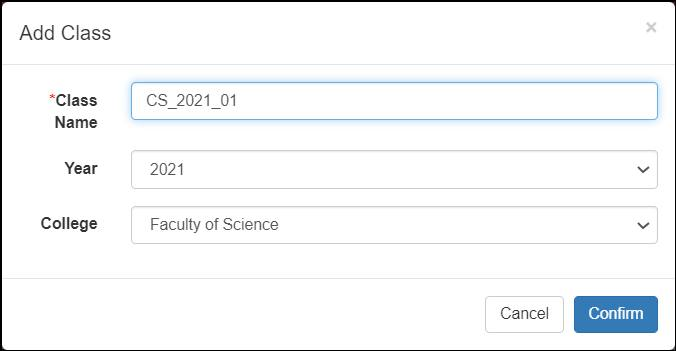 Add Class
×
*Class Name
CS_2021_01
Year
2021
College
Faculty of Science
Cancel
Confirm